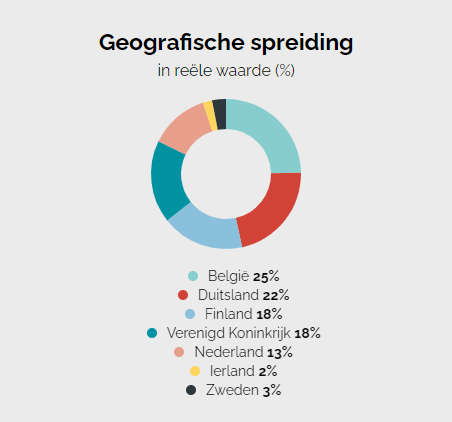 Geografische spreiding
in reële waarde (%)
België 25%
Duitsland 22%
Finland 18%
Verenigd Koninkrijk 18%
Nederland 13%
Ierland 2%
Zweden 3%